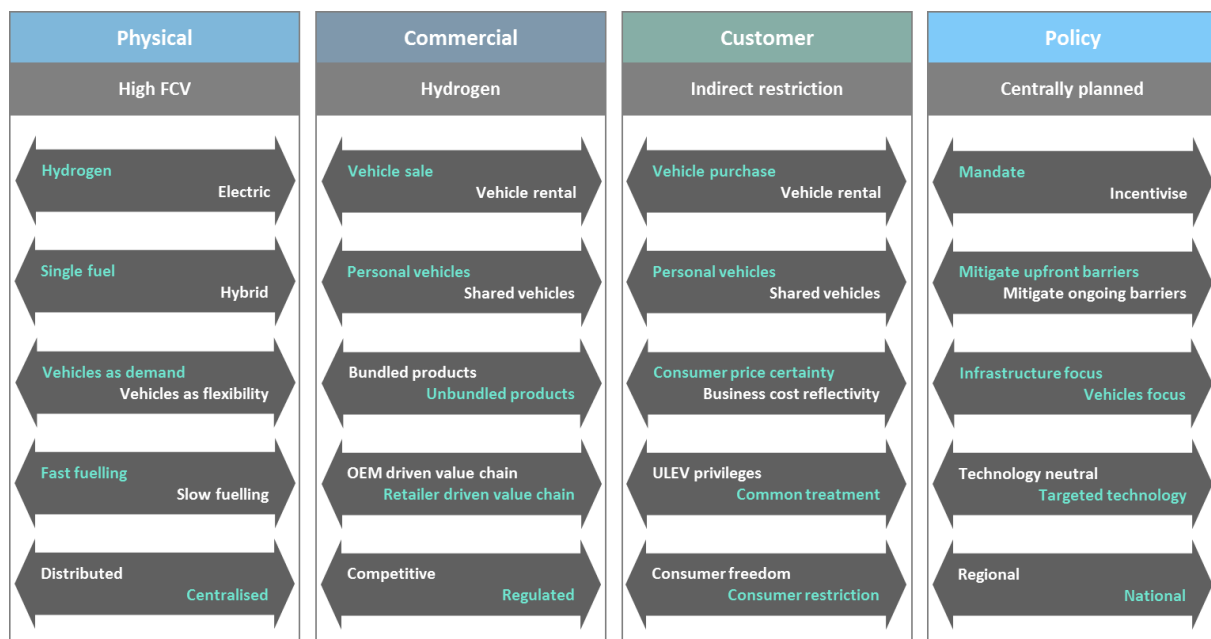 Physical
High FCV
Hydrogen
Electric
Single fuel
Hybrid
Vehicles as demand
Vehicles as flexibility
Fast fuelling
Slow fuelling
Distributed
Centralised
Commercial
Hydrogen
Vehicle sale
Vehicle rental
Personal vehicles
Shared vehicles
Bundled products
Unbundled products
OEM driven value chain
Retailer driven value chain
Competitive
Regulated
Customer
Indirect restriction
Vehicle purchase
Vehicle rental
Personal vehicles
Shared vehicles
Consumer price certainty
Business cost reflectivity
ULEV privileges
Common treatment
Consumer freedom
Consumer restriction
Policy
Centrally planned
Mandate
Incentivise
Mitigate upfront barriers
Mitigate ongoing barriers
Infrastructure focus
Vehicles focus
Technology neutral
Targeted technology
Regional
National